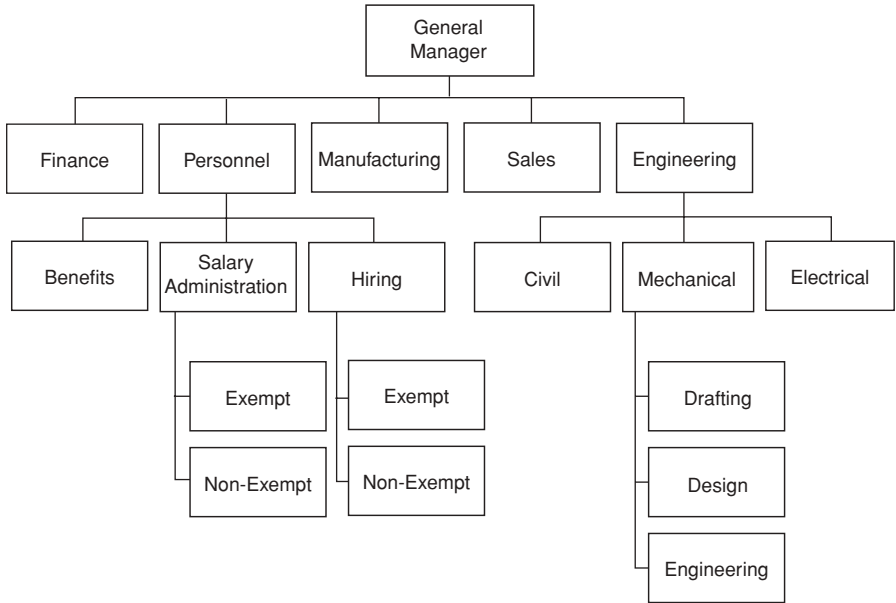 General
Manager
Finance
Personnel
Manufacturing
Sales
Engineering
Benefits
Salary
Administration
Hiring
Civil
Mechanical
Electrical
Exempt
Exempt
Drafting
Non-Exempt
Non-Exempt
Design
Engineering